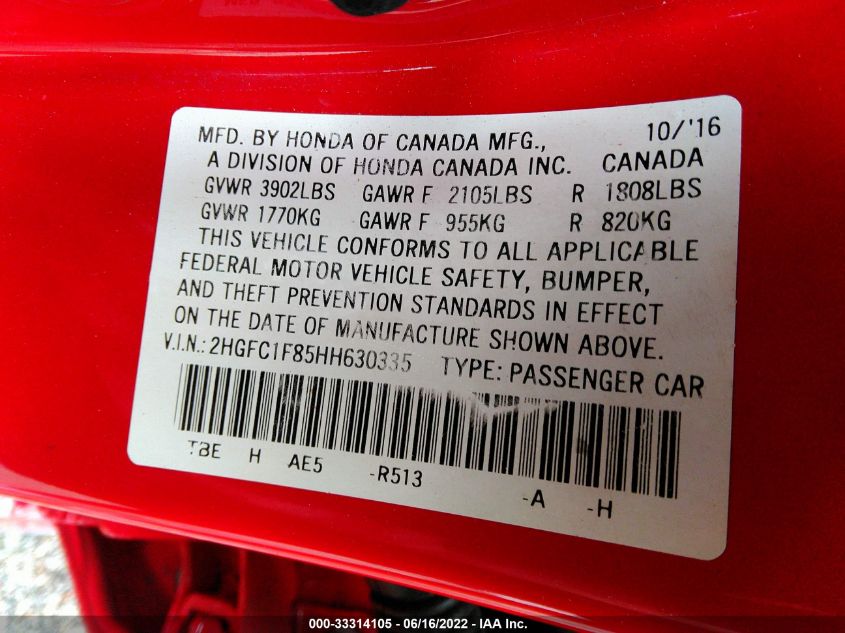 MFD. BY HONDA OF CANADA MFG., 10/'16
A DIVISION OF HONDA CANADA INC. CANADA
GVWR 3902LBS GAWR F 2105LBS R 1808LBS
GVWR 1770KG GAWR F 955KG R 820KG
THIS VEHICLE CONFORMS TO ALL APPLICABLE
FEDERAL MOTOR VEHICLE SAFETY, BUMPER,
AND THEFT PREVENTION STANDARDS IN EFFECT
ON THE DATE OF MANUFACTURE SHOWN ABOVE.
V.I.N.: 2HGFC1F85HH630335 TYPE: PASSENGER CAR
TBE H AE5 -R513 -A -H
000-33314105 - 06/16/2022 - IAA Inc.